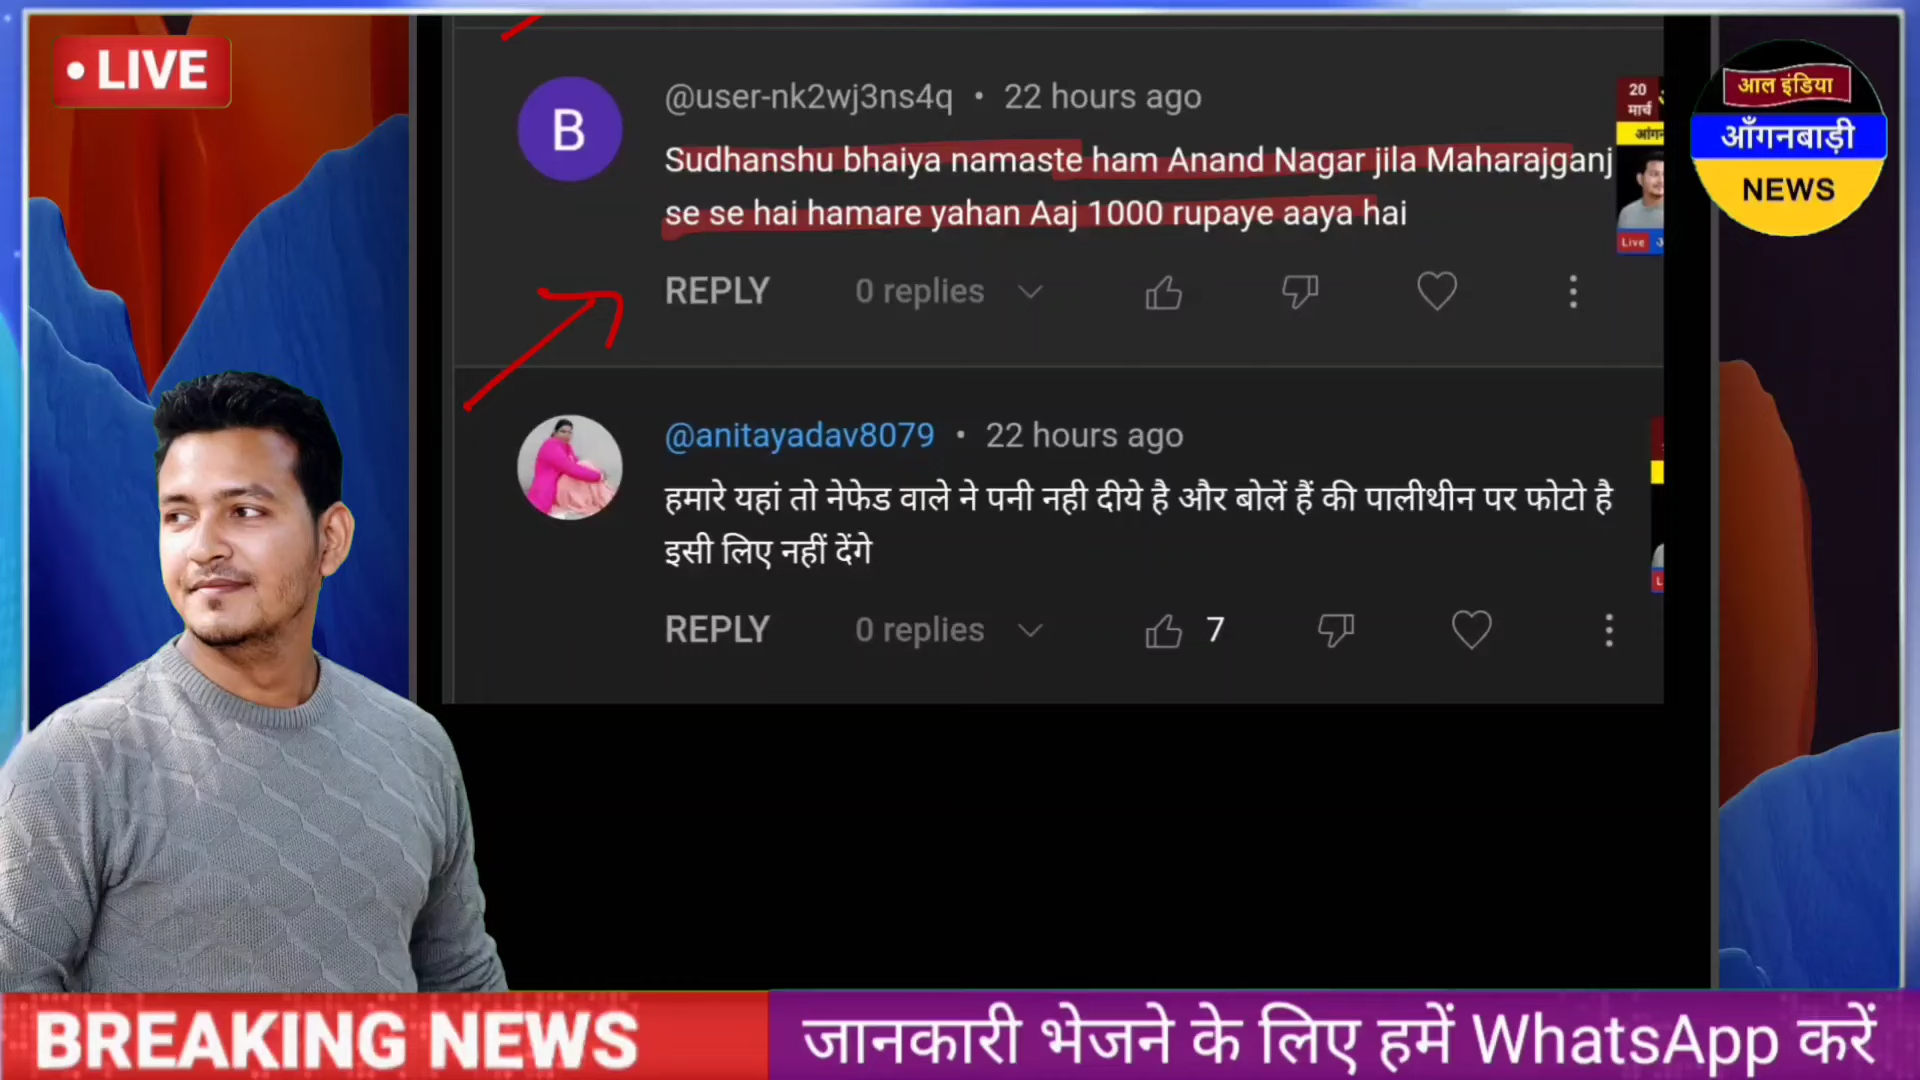 • LIVE
@user-nk2wj3ns4q • 22 hours ago
Sudhanshu bhaiya namaste ham Anand Nagar jila Maharajganj
se se hai hamare yahan Aaj 1000 rupaye aaya hai
REPLY 0 replies
B
20
मार्च
Live
आल इंडिया
आँगनबाड़ी
NEWS
@anitayadav8079 • 22 hours ago
हमारे यहां तो नेफेड वाले ने पनी नही दीये है और बोलें हैं की पालीथीन पर फोटो है
इसी लिए नहीं देंगे
REPLY 0 replies 7
BREAKING NEWS
जानकारी भेजने के लिए हमें WhatsApp करें